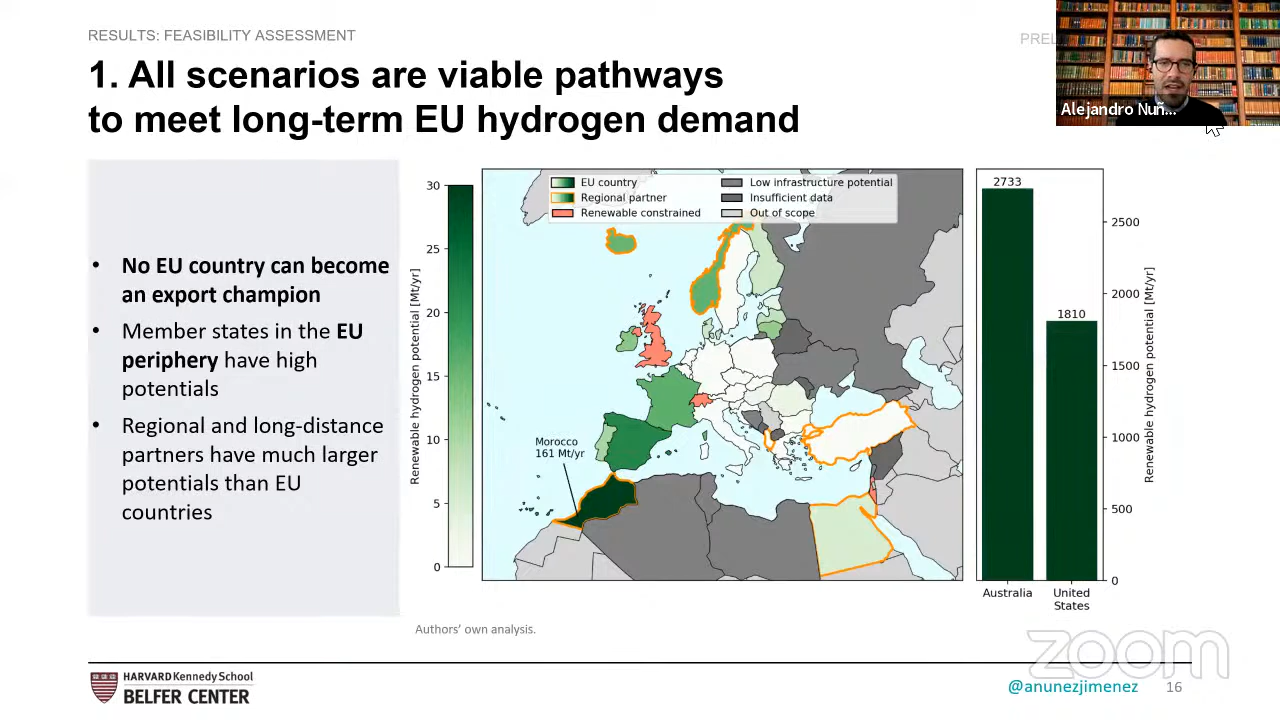 RESULTS: FEASIBILITY ASSESSMENT
PREL
Alejandro Nuñ...
1. All scenarios are viable pathways
to meet long-term EU hydrogen demand
• No EU country can become
an export champion
• Member states in the EU
periphery have high
potentials
• Regional and long-distance
partners have much larger
potentials than EU
countries
30
25
20
15
10
5
0
Renewable hydrogen potential [Mt/yr]
EU country
Regional partner
Renewable constrained
Low infrastructure potential
Insufficient data
Out of scope
Morocco
161 Mt/yr
2733
1810
2500
2000
1500
1000
500
0
Renewable hydrogen potential [Mt/yr]
Australia
United
States
Authors' own analysis.
zoom
HARVARD Kennedy School
BELFER CENTER
@anunezjimenez
16